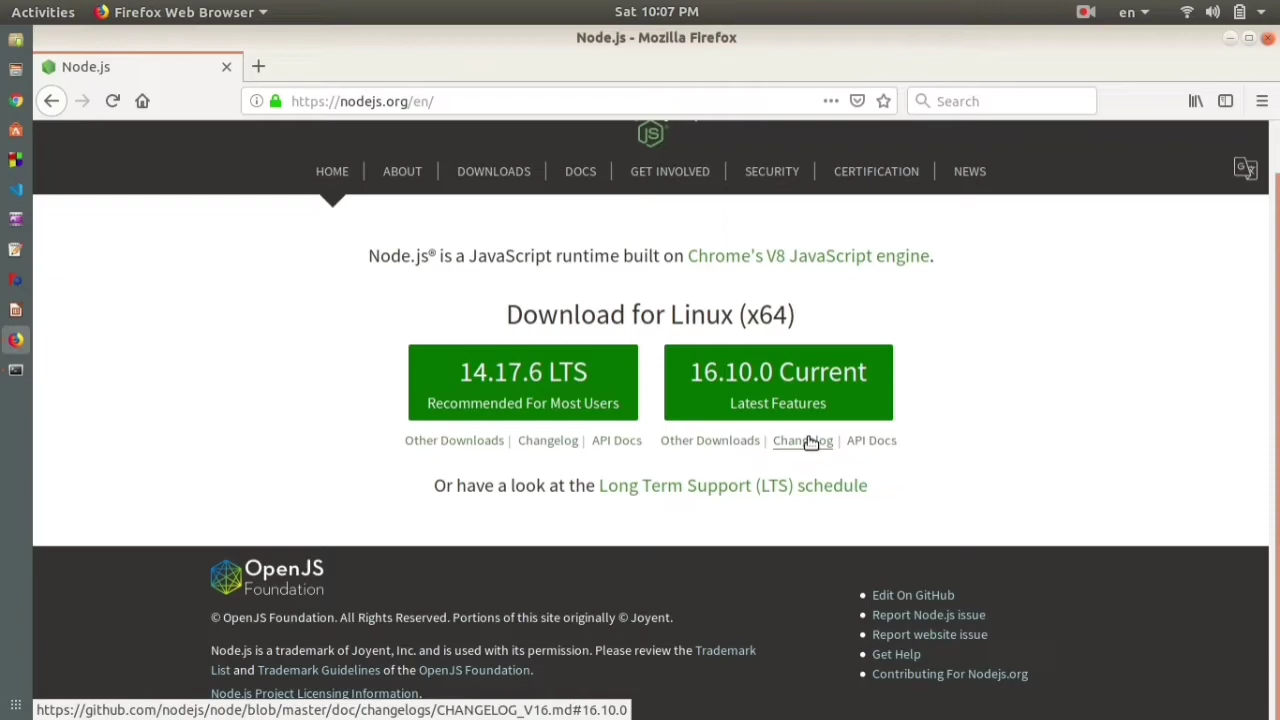 Activities Firefox Web Browser Sat 10:07 PM en
Node.js - Mozilla Firefox
Node.js
https://nodejs.org/en/ Search
JS
HOME ABOUT DOWNLOADS DOCS GET INVOLVED SECURITY CERTIFICATION NEWS
Node.js® is a JavaScript runtime built on Chrome's V8 JavaScript engine.
Download for Linux (x64)
14.17.6 LTS
Recommended For Most Users
16.10.0 Current
Latest Features
Other Downloads | Changelog | API Docs
Other Downloads | Changelog | API Docs
Or have a look at the Long Term Support (LTS) schedule
OpenJS
Foundation
© OpenJS Foundation. All Rights Reserved. Portions of this site originally © Joyent.
Node.js is a trademark of Joyent, Inc. and is used with its permission. Please review the Trademark
List and Trademark Guidelines of the OpenJS Foundation.
Node.js Project Licensing Information.
Edit On GitHub
Report Node.js issue
Report website issue
Get Help
Contributing For Nodejs.org
https://github.com/nodejs/node/blob/master/doc/changelogs/CHANGELOG_V16.md#16.10.0